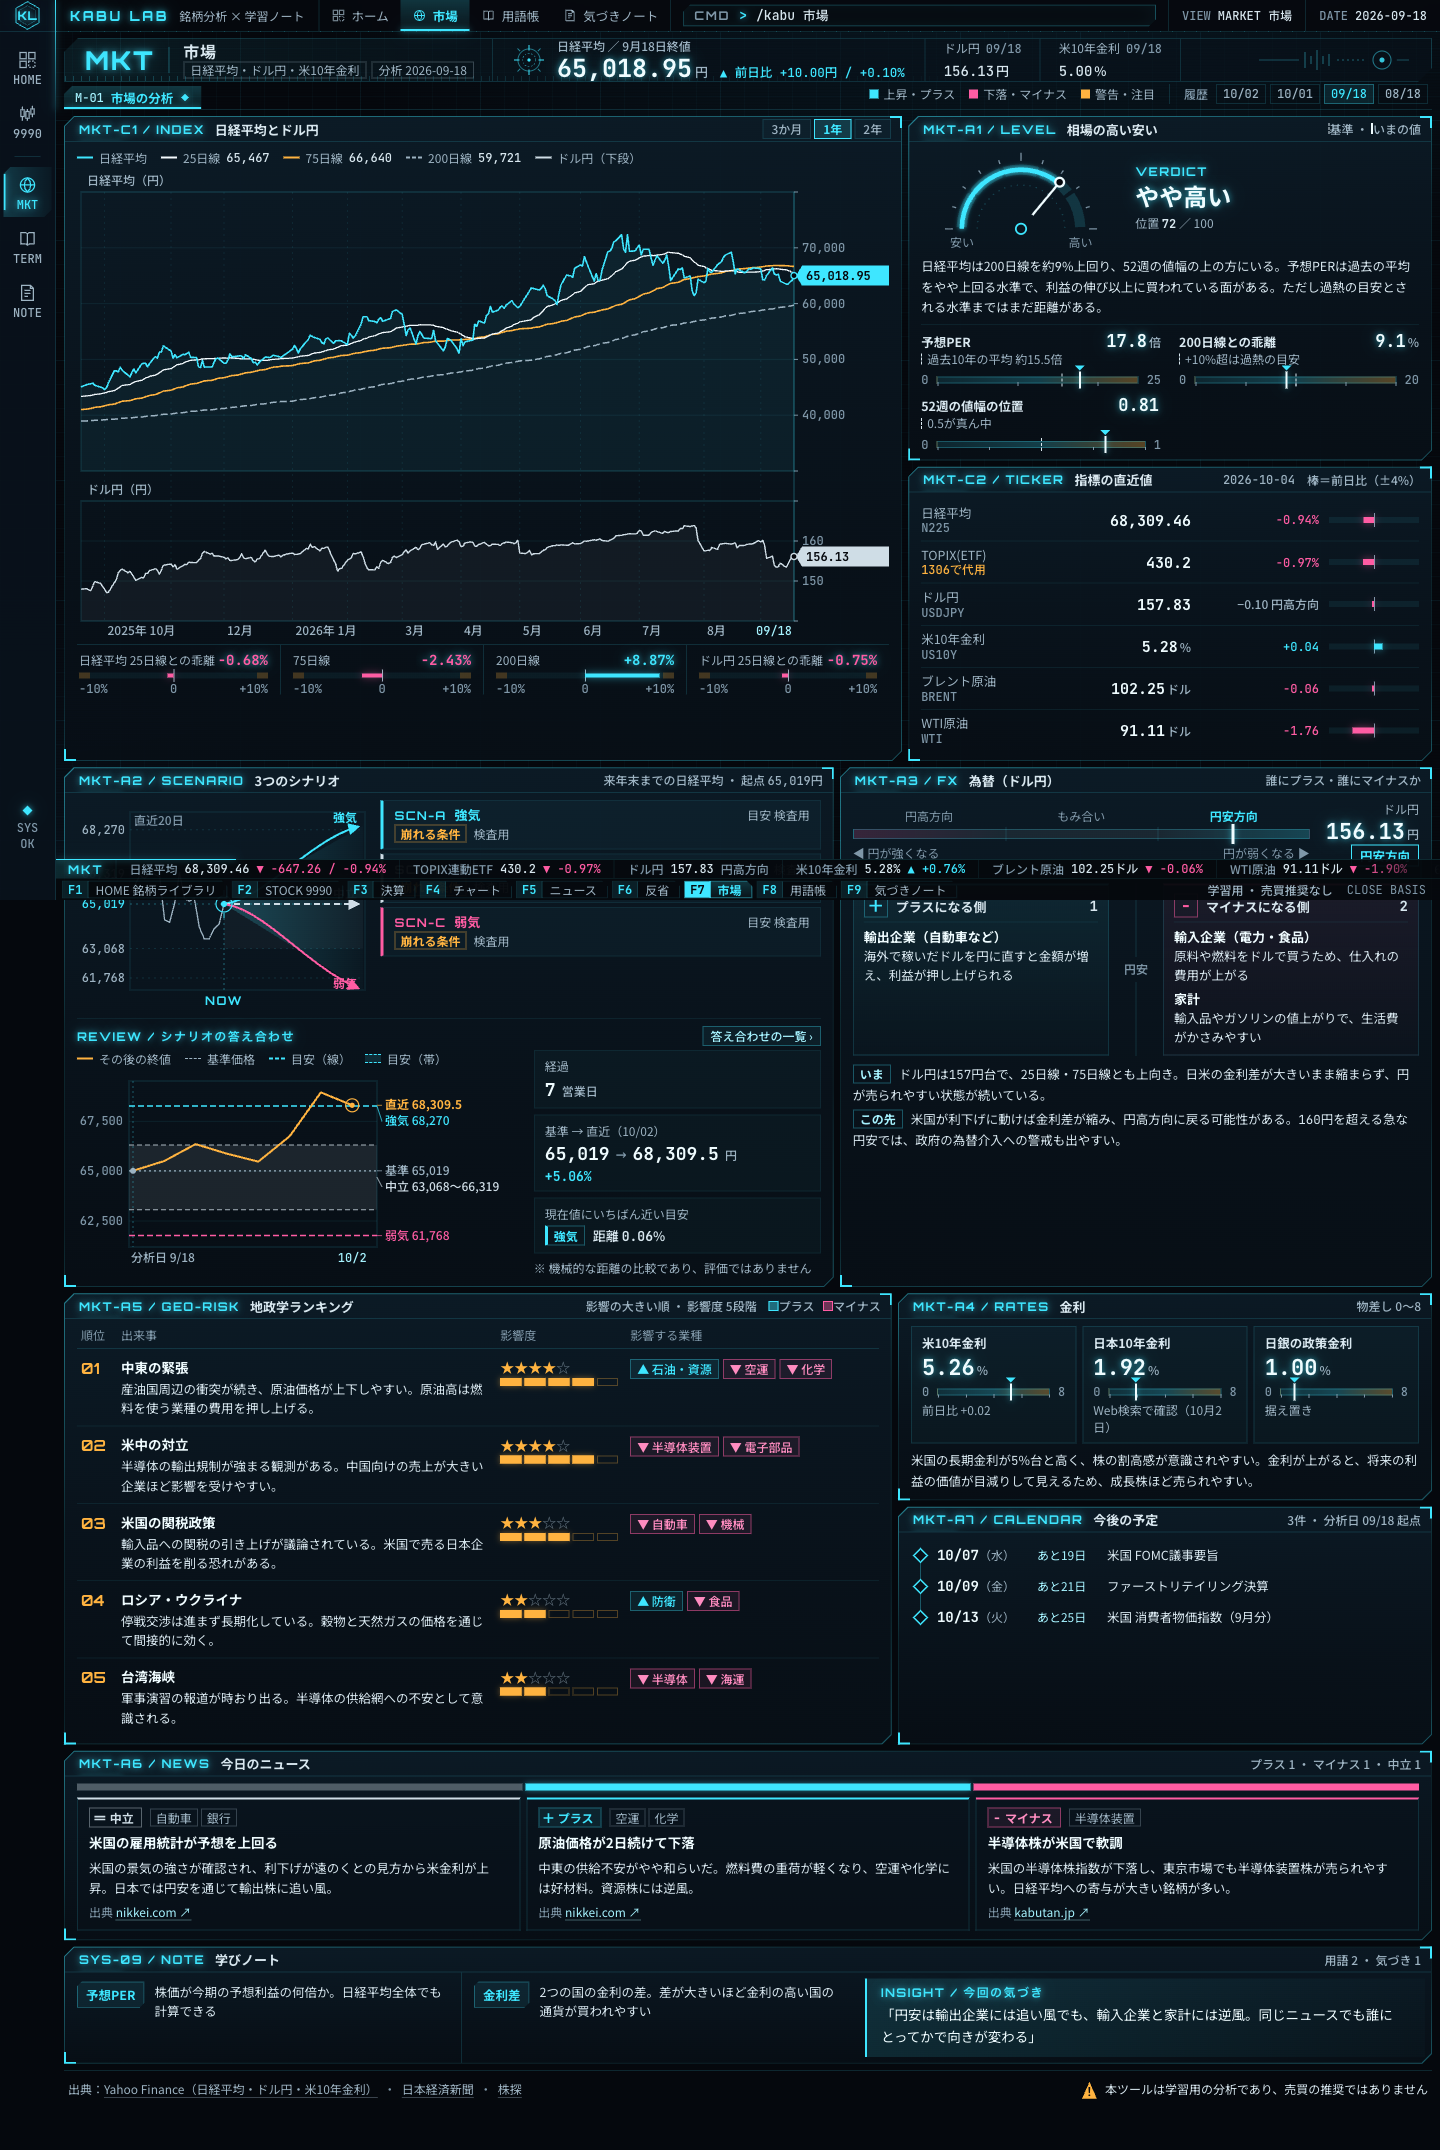 KL KABU LAB 銘柄分析 × 学習ノート ホーム 市場 用語帳 気づきノート CMD > /kabu 市場 VIEW MARKET 市場 DATE 2026-09-18
HOME
9990
MKT
TERM
NOTE
SYS
OK
MKT 市場
日経平均・ドル円・米10年金利 分析 2026-09-18
日経平均 ／ 9月18日終値
65,018.95 円 ▲ 前日比 +10.00円 / +0.10%
ドル円 09/18
156.13円
米10年金利 09/18
5.00%
M-01 市場の分析 ◆
上昇・プラス 下落・マイナス 警告・注目 履歴 10/02 10/01 09/18 08/18
MKT-C1 / INDEX 日経平均とドル円 3か月 1年 2年
日経平均 25日線 65,467 75日線 66,640 200日線 59,721 ドル円（下段）
日経平均（円）
70,000
65,018.95
60,000
50,000
40,000
ドル円（円）
160
156.13
150
2025年 10月 12月 2026年 1月 3月 4月 5月 6月 7月 8月 09/18
日経平均 25日線との乖離 -0.68%
-10% 0 +10%
75日線 -2.43%
-10% 0 +10%
200日線 +8.87%
-10% 0 +10%
ドル円 25日線との乖離 -0.75%
-10% 0 +10%
MKT-A1 / LEVEL 相場の高い安い 基準 ・ いまの値
安い 高い
VERDICT
やや高い
位置 72 ／ 100
日経平均は200日線を約9%上回り、52週の値幅の上の方にいる。予想PERは過去の平均
をやや上回る水準で、利益の伸び以上に買われている面がある。ただし過熱の目安とさ
れる水準まではまだ距離がある。
予想PER 17.8倍
過去10年の平均 約15.5倍
0 25
200日線との乖離 9.1%
+10%超は過熱の目安
0 20
52週の値幅の位置 0.81
0.5が真ん中
0 1
MKT-C2 / TICKER 指標の直近値 2026-10-04 棒＝前日比（±4%）
日経平均 N225 68,309.46 -0.94%
TOPIX(ETF) 1306で代用 430.2 -0.97%
ドル円 USDJPY 157.83 −0.10 円高方向
米10年金利 US10Y 5.28% +0.04
ブレント原油 BRENT 102.25ドル -0.06
WTI原油 WTI 91.11ドル -1.76
MKT-A2 / SCENARIO 3つのシナリオ 来年末までの日経平均 ・ 起点 65,019円
直近20日
強気
68,270
65,019
63,068
61,768
弱気
NOW
SCN-A 強気 目安 検査用
崩れる条件 検査用
SCN-C 弱気 目安 検査用
崩れる条件 検査用
MKT-A3 / FX 為替（ドル円） 誰にプラス・誰にマイナスか
円高方向 もみ合い 円安方向
◀ 円が強くなる 円が弱くなる ▶
ドル円
156.13円
円安方向
MKT 日経平均 68,309.46 ▼ -647.26 / -0.94% TOPIX連動ETF 430.2 ▼ -0.97% ドル円 157.83 円高方向 米10年金利 5.28% ▲ +0.76% ブレント原油 102.25ドル ▼ -0.06% WTI原油 91.11ドル ▼ -1.90%
F1 HOME 銘柄ライブラリ F2 STOCK 9990 F3 決算 F4 チャート F5 ニュース F6 反省 F7 市場 F8 用語帳 F9 気づきノート 学習用 ・ 売買推奨なし CLOSE BASIS
+ プラスになる側 1
輸出企業（自動車など）
海外で稼いだドルを円に直すと金額が増
え、利益が押し上げられる
円安
- マイナスになる側 2
輸入企業（電力・食品）
原料や燃料をドルで買うため、仕入れの
費用が上がる
家計
輸入品やガソリンの値上がりで、生活費
がかさみやすい
いま ドル円は157円台で、25日線・75日線とも上向き。日米の金利差が大きいまま縮まらず、円
が売られやすい状態が続いている。
この先 米国が利下げに動けば金利差が縮み、円高方向に戻る可能性がある。160円を超える急な
円安では、政府の為替介入への警戒も出やすい。
REVIEW / シナリオの答え合わせ 答え合わせの一覧 ›
その後の終値 基準価格 目安（線） 目安（帯）
67,500
65,000
62,500
直近 68,309.5
強気 68,270
基準 65,019
中立 63,068〜66,319
弱気 61,768
分析日 9/18 10/2
経過
7 営業日
基準 → 直近（10/02）
65,019 → 68,309.5 円
+5.06%
現在値にいちばん近い目安
強気 距離 0.06%
※ 機械的な距離の比較であり、評価ではありません
MKT-A5 / GEO-RISK 地政学ランキング 影響の大きい順 ・ 影響度 5段階 プラス マイナス
順位 出来事 影響度 影響する業種
01 中東の緊張 ★★★★☆ ▲石油・資源 ▼空運 ▼化学
産油国周辺の衝突が続き、原油価格が上下しやすい。原油高は燃
料を使う業種の費用を押し上げる。
02 米中の対立 ★★★★☆ ▼半導体装置 ▼電子部品
半導体の輸出規制が強まる観測がある。中国向けの売上が大きい
企業ほど影響を受けやすい。
03 米国の関税政策 ★★★☆☆ ▼自動車 ▼機械
輸入品への関税の引き上げが議論されている。米国で売る日本企
業の利益を削る恐れがある。
04 ロシア・ウクライナ ★★☆☆☆ ▲防衛 ▼食品
停戦交渉は進まず長期化している。穀物と天然ガスの価格を通じ
て間接的に効く。
05 台湾海峡 ★★☆☆☆ ▼半導体 ▼海運
軍事演習の報道が時おり出る。半導体の供給網への不安として意
識される。
MKT-A4 / RATES 金利 物差し 0〜8
米10年金利
5.26%
0 8
前日比 +0.02
日本10年金利
1.92%
0 8
Web検索で確認（10月2
日）
日銀の政策金利
1.00%
0 8
据え置き
米国の長期金利が5%台と高く、株の割高感が意識されやすい。金利が上がると、将来の利
益の価値が目減りして見えるため、成長株ほど売られやすい。
MKT-A7 / CALENDAR 今後の予定 3件 ・ 分析日 09/18 起点
10/07（水） あと19日 米国 FOMC議事要旨
10/09（金） あと21日 ファーストリテイリング決算
10/13（火） あと25日 米国 消費者物価指数（9月分）
MKT-A6 / NEWS 今日のニュース プラス 1 ・ マイナス 1 ・ 中立 1
= 中立 自動車 銀行
米国の雇用統計が予想を上回る
米国の景気の強さが確認され、利下げが遠のくとの見方から米金利が上
昇。日本では円安を通じて輸出株に追い風。
出典 nikkei.com ↗
+ プラス 空運 化学
原油価格が2日続けて下落
中東の供給不安がやや和らいだ。燃料費の重荷が軽くなり、空運や化学に
は好材料。資源株には逆風。
出典 nikkei.com ↗
- マイナス 半導体装置
半導体株が米国で軟調
米国の半導体株指数が下落し、東京市場でも半導体装置株が売られやす
い。日経平均への寄与が大きい銘柄が多い。
出典 kabutan.jp ↗
SYS-09 / NOTE 学びノート 用語 2 ・ 気づき 1
予想PER 株価が今期の予想利益の何倍か。日経平均全体でも
計算できる
金利差 2つの国の金利の差。差が大きいほど金利の高い国の
通貨が買われやすい
INSIGHT / 今回の気づき
「円安は輸出企業には追い風でも、輸入企業と家計には逆風。同じニュースでも誰に
とってかで向きが変わる」
出典：Yahoo Finance（日経平均・ドル円・米10年金利） ・ 日本経済新聞 ・ 株探
本ツールは学習用の分析であり、売買の推奨ではありません